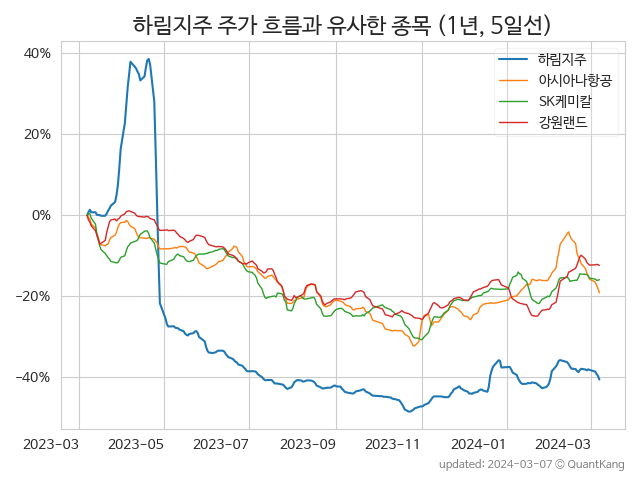 하림지주 주가 흐름과 유사한 종목 (1년, 5일선)
하림지주
아시아나항공
SK케미칼
강원랜드
40%
20%
0%
−20%
−40%
2023-03 2023-05 2023-07 2023-09 2023-11 2024-01 2024-03
updated: 2024-03-07 © QuantKang